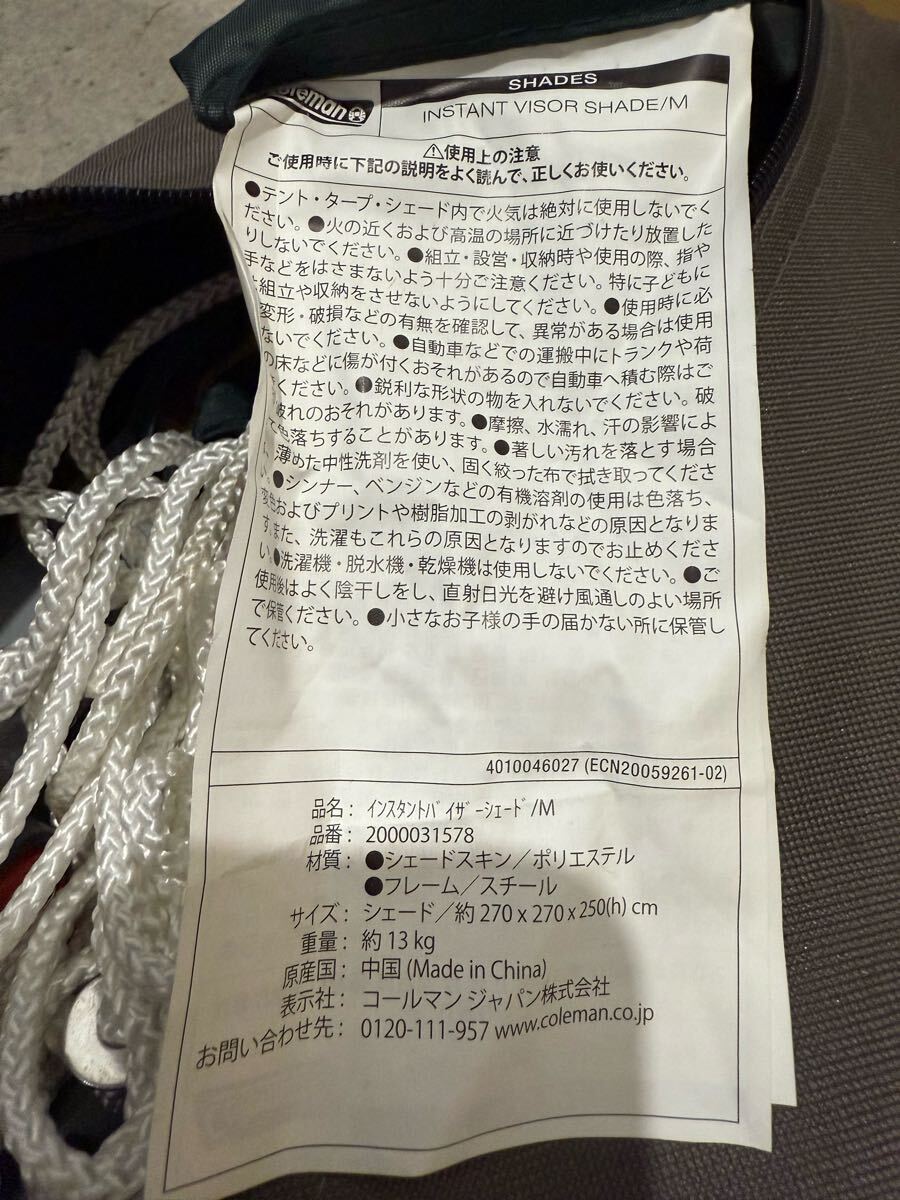 Coleman
SHADES
INSTANT VISOR SHADE/M
⚠使用上の注意
ご使用時に下記の説明をよく読んで、正しくお使いください。
●テント・タープ・シェード内で火気は絶対に使用しないでく
ださい。●火の近くおよび高温の場所に近づけたり放置した
りしないでください。●組立・設営・収納時や使用の際、指や
手などをはさまないよう十分ご注意ください。特に子どもに
組立や収納をさせないようにしてください。●使用時に必
変形・破損などの有無を確認して、異常がある場合は使用
ないでください。●自動車などでの運搬中にトランクや荷
の床などに傷が付くおそれがあるので自動車へ積む際はご
ください。●鋭利な形状の物を入れないでください。破
破れのおそれがあります。●摩擦、水濡れ、汗の影響によ
て色落ちすることがあります。●著しい汚れを落とす場合
、薄めた中性洗剤を使い、固く絞った布で拭き取ってくださ
い。●シンナー、ベンジンなどの有機溶剤の使用は色落ち、
変色およびプリントや樹脂加工の剥がれなどの原因となりま
す。また、洗濯もこれらの原因となりますのでお止めくださ
い。●洗濯機・脱水機・乾燥機は使用しないでください。●ご
使用後はよく陰干しをし、直射日光を避け風通しのよい場所
で保管ください。●小さなお子様の手の届かない所に保管し
てください。
4010046027 (ECN20059261-02)
品名: ｲﾝｽﾀﾝﾄﾊﾞｲｻﾞｰｼｪｰﾄﾞ/M
品番: 2000031578
材質: ●シェードスキン／ポリエステル
●フレーム／スチール
サイズ: シェード／約 270 x 270 x 250(h) cm
重量: 約 13 kg
原産国: 中国 (Made in China)
表示社: コールマン ジャパン株式会社
お問い合わせ先: 0120-111-957 www.coleman.co.jp